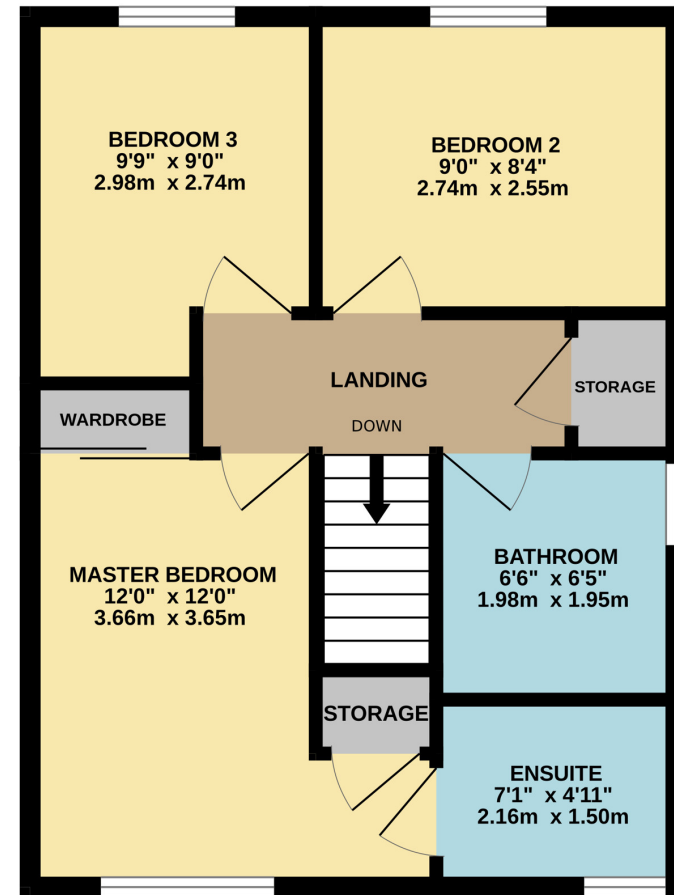 BEDROOM 3
9'9" x 9'0"
2.98m x 2.74m
BEDROOM 2
9'0" x 8'4"
2.74m x 2.55m
LANDING
DOWN
STORAGE
WARDROBE
MASTER BEDROOM
12'0" x 12'0"
3.66m x 3.65m
BATHROOM
6'6" x 6'5"
1.98m x 1.95m
STORAGE
ENSUITE
7'1" x 4'11"
2.16m x 1.50m